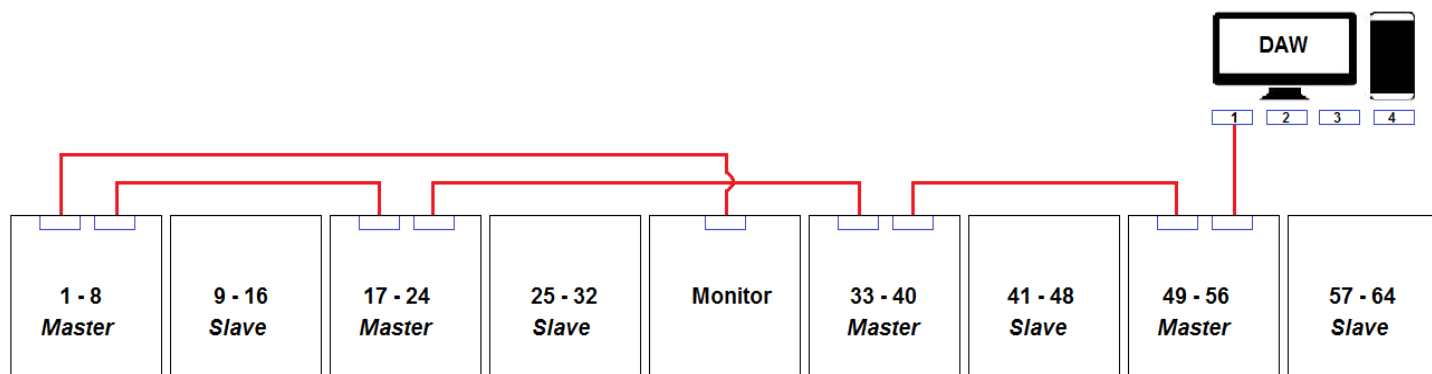 DAW
1 2 3 4
1 - 8
Master
9 - 16
Slave
17 - 24
Master
25 - 32
Slave
Monitor
33 - 40
Master
41 - 48
Slave
49 - 56
Master
57 - 64
Slave